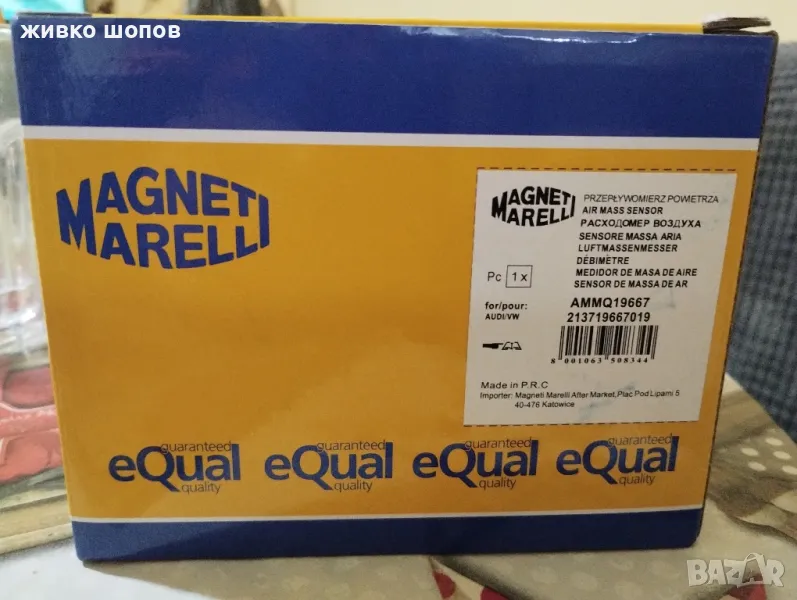 живко шопов
MAGNETI
MARELLI
MAGNETI
MARELLI
PRZEPŁYWOMIERZ POWIETRZA
AIR MASS SENSOR
РАСХОДОМЕР ВОЗДУХА
SENSORE MASSA ARIA
LUFTMASSENMESSER
DÉBIMÈTRE
MEDIDOR DE MASA DE AIRE
SENSOR DE MASSA DE AR
Pc 1 x
for/pour:
AUDI/VW
AMMQ19667
213719667019
8 001063 508344
Made in P.R.C
Importer: Magneti Marelli After Market, Plac Pod Lipami 5
40-476 Katowice
guaranteed
eQual
quality
guaranteed
eQual
quality
guaranteed
eQual
quality
guaranteed
eQual
quality
BAZAR